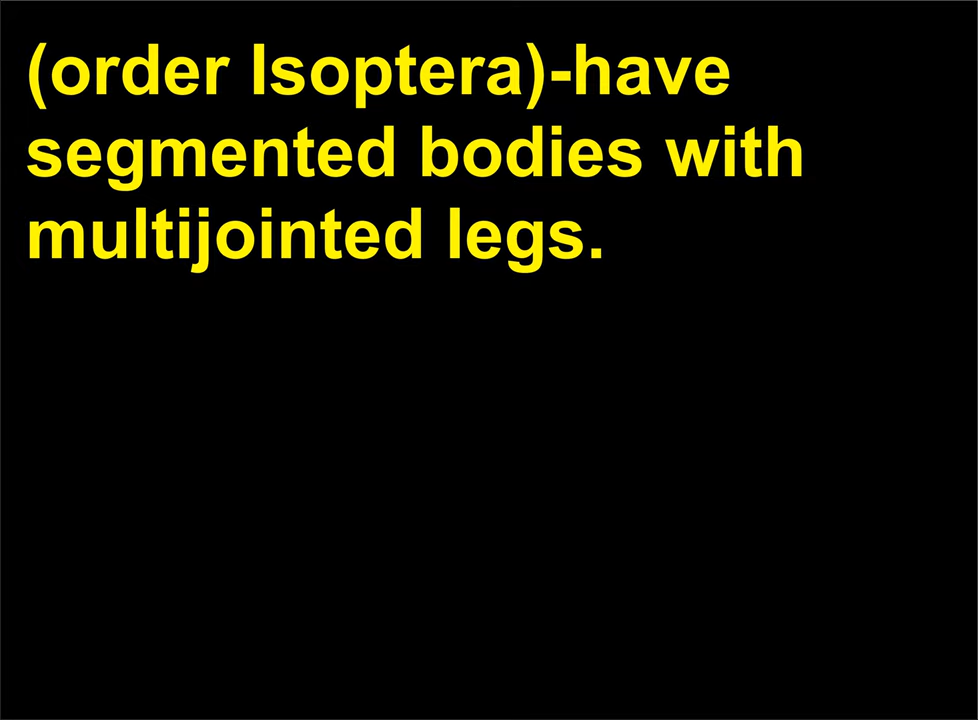 (order Isoptera)-have
segmented bodies with
multijointed legs.